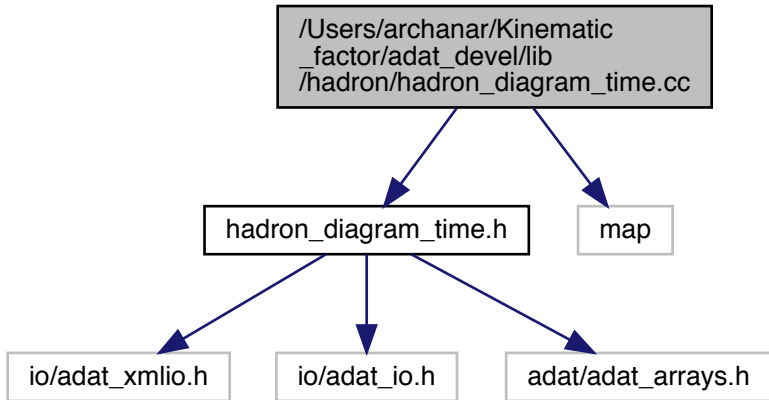 /Users/archanar/Kinematic
_factor/adat_devel/lib
/hadron/hadron_diagram_time.cc
hadron_diagram_time.h
map
io/adat_xmlio.h
io/adat_io.h
adat/adat_arrays.h